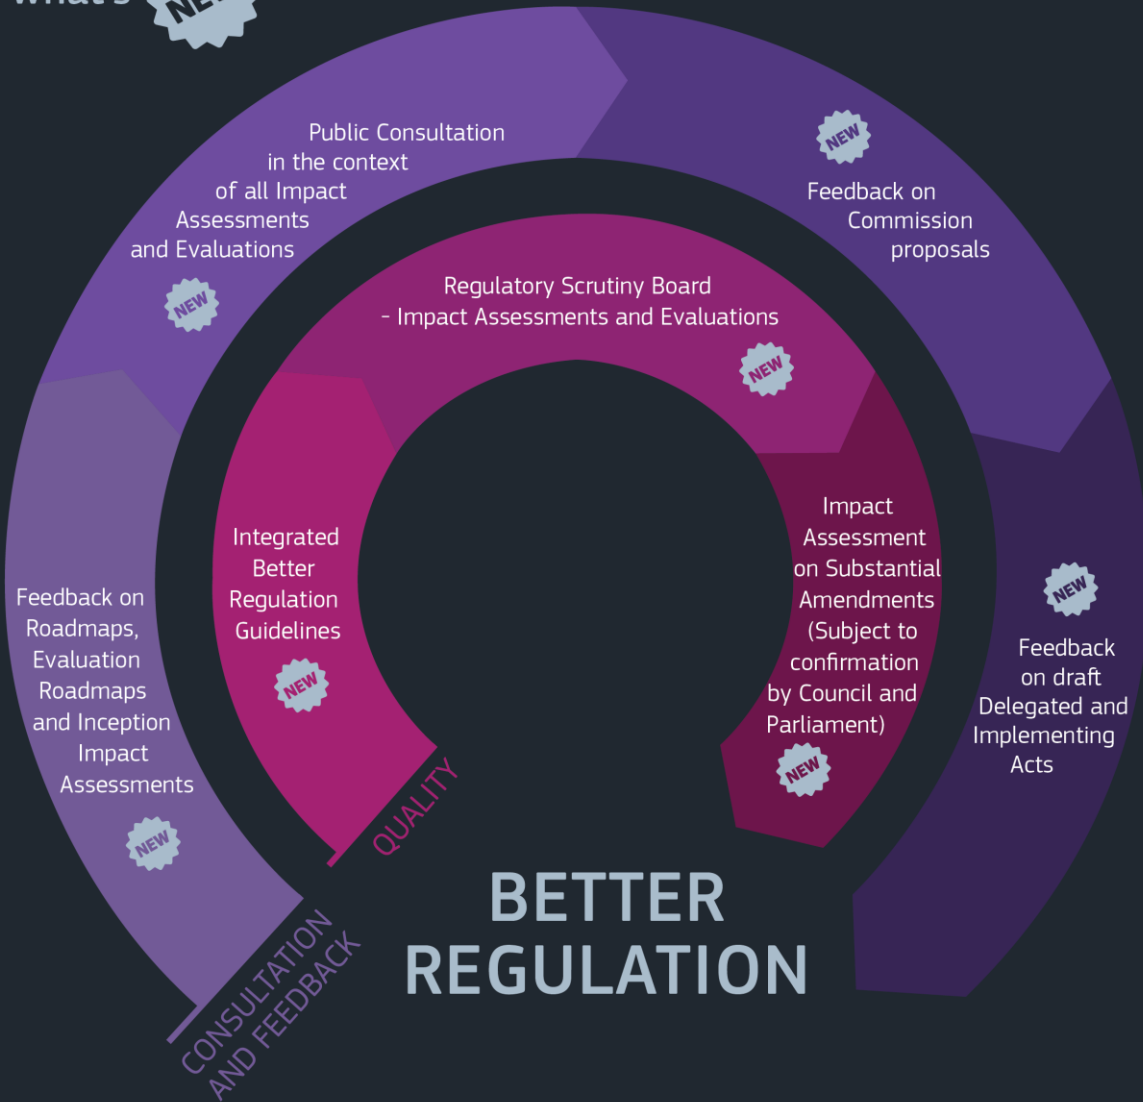 what's
NEW
Public Consultation
in the context
of all Impact
Assessments
and Evaluations
NEW
NEW
Feedback on
Commission
proposals
Regulatory Scrutiny Board
- Impact Assessments and Evaluations
NEW
Integrated
Better
Regulation
Guidelines
NEW
Impact
Assessment
on Substantial
Amendments
(Subject to
confirmation
by Council and
Parliament)
NEW
Feedback on
Roadmaps,
Evaluation
Roadmaps
and Inception
Impact
Assessments
NEW
NEW
Feedback
on draft
Delegated and
Implementing
Acts
QUALITY
CONSULTATION
AND FEEDBACK
BETTER
REGULATION